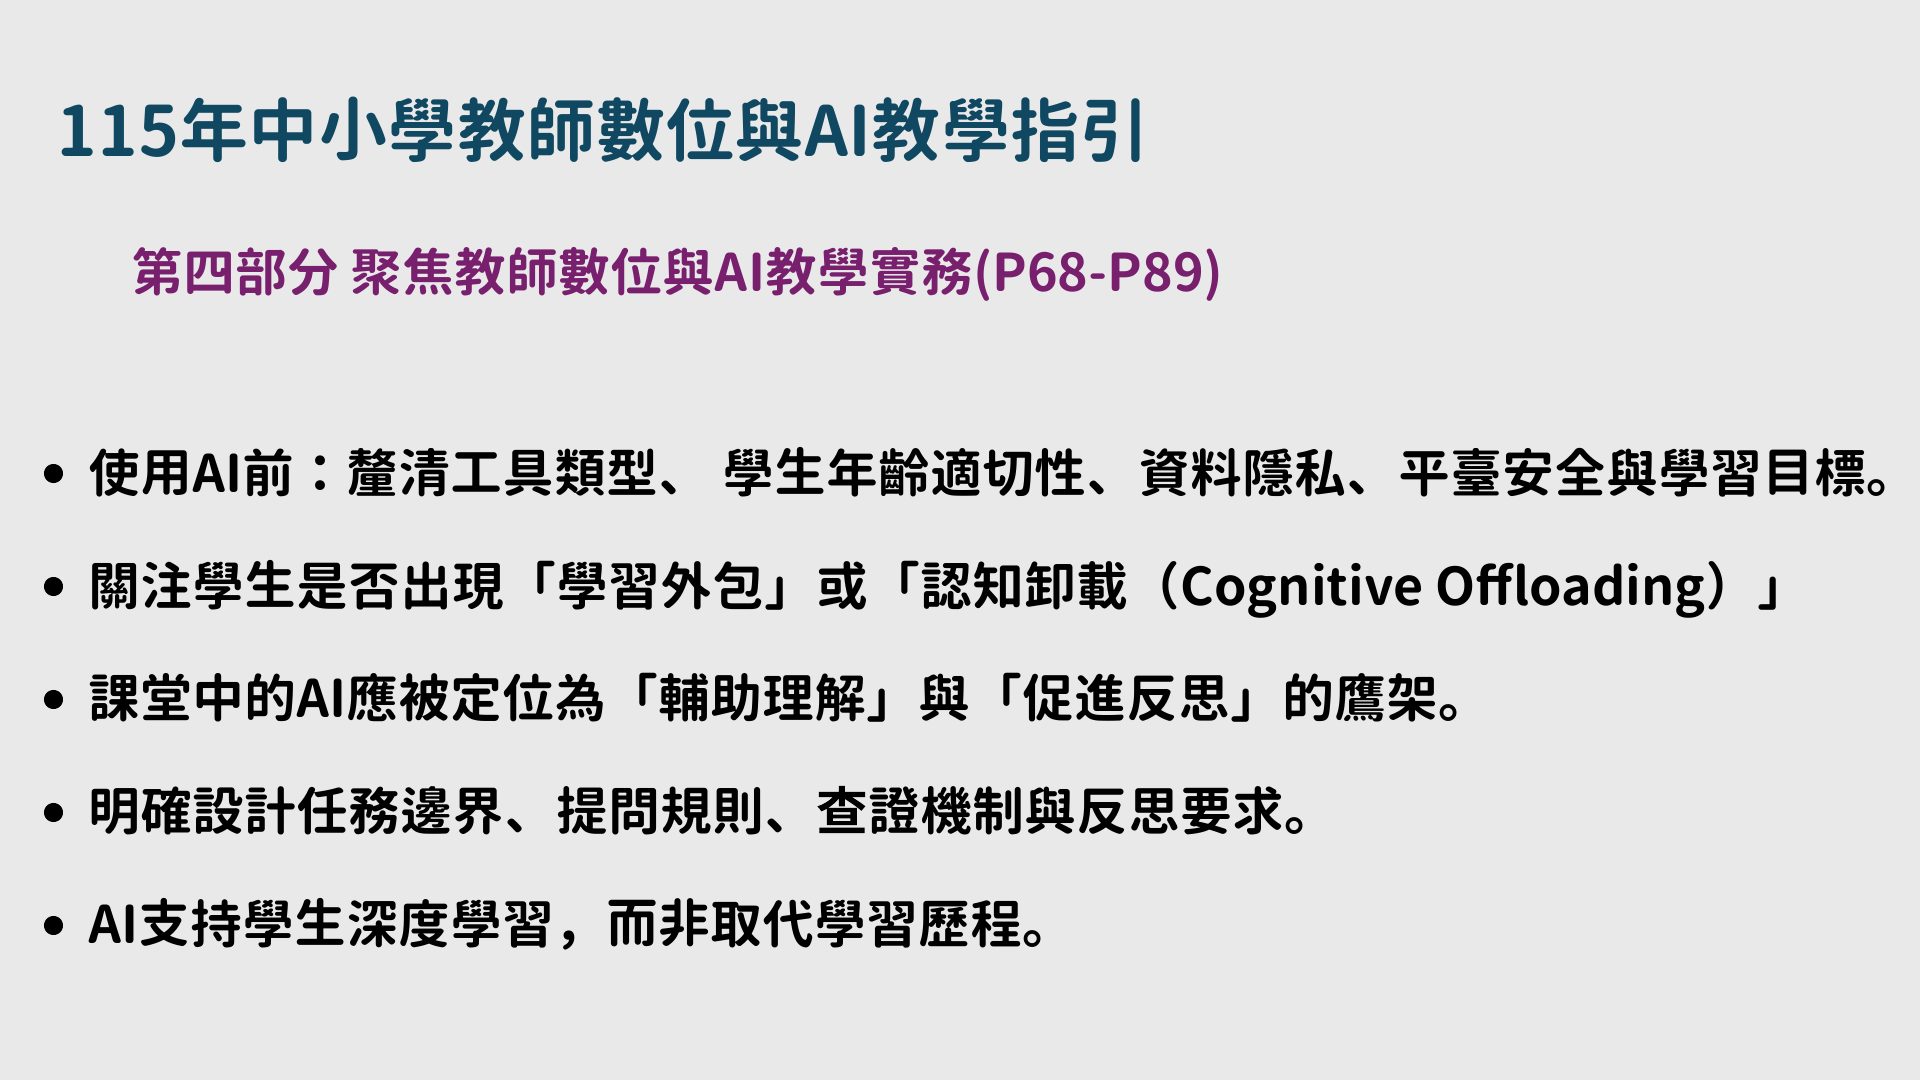 115年中小學教師數位與AI教學指引
第四部分 聚焦教師數位與AI教學實務(P68-P89)
• 使用AI前：釐清工具類型、 學生年齡適切性、資料隱私、平臺安全與學習目標。
• 關注學生是否出現「學習外包」或「認知卸載（Cognitive Offloading）」
• 課堂中的AI應被定位為「輔助理解」與「促進反思」的鷹架。
• 明確設計任務邊界、提問規則、查證機制與反思要求。
• AI支持學生深度學習，而非取代學習歷程。